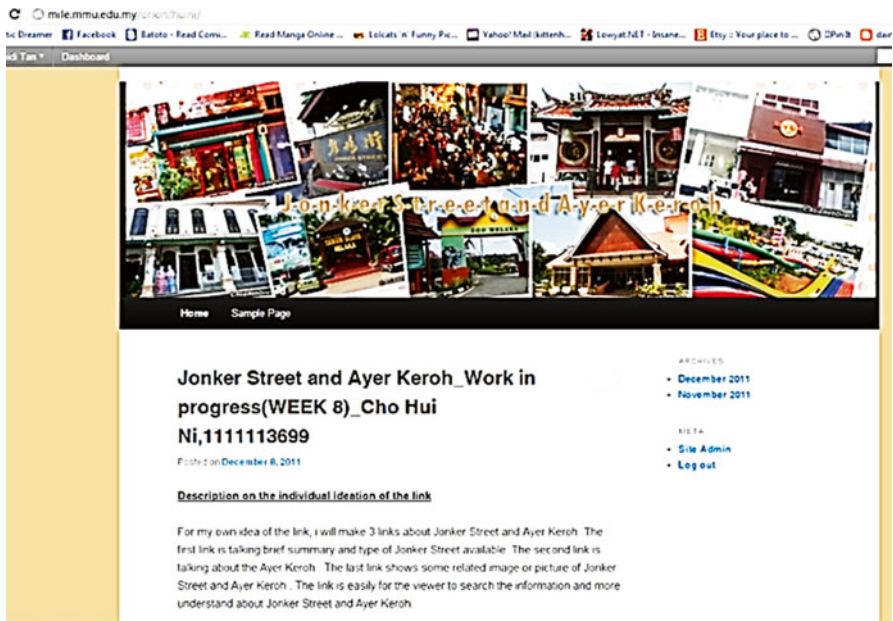 mile.mmu.edu.my/orion/huini/
tic Dreamer Facebook Batoto - Read Comi... Read Manga Online ... Lolcats 'n' Funny Pic... Yahoo! Mail (kittenh... Lowyat.NET - Insane... Etsy :: Your place to ... Pin It
Dashboard
JonkerStreetandAyerKeroh
Home Sample Page
Jonker Street and Ayer Keroh_Work in
progress(WEEK 8)_Cho Hui
Ni,1111113699
Posted on December 8, 2011
Description on the individual ideation of the link
For my own idea of the link, i will make 3 links about Jonker Street and Ayer Keroh. The
first link is talking brief summary and type of Jonker Street available. The second link is
talking about the Ayer Keroh . The last link shows some related image or picture of Jonker
Street and Ayer Keroh . The link is easily for the viewer to search the information and more
understand about Jonker Street and Ayer Keroh.
ARCHIVES
December 2011
November 2011
META
Site Admin
Log out